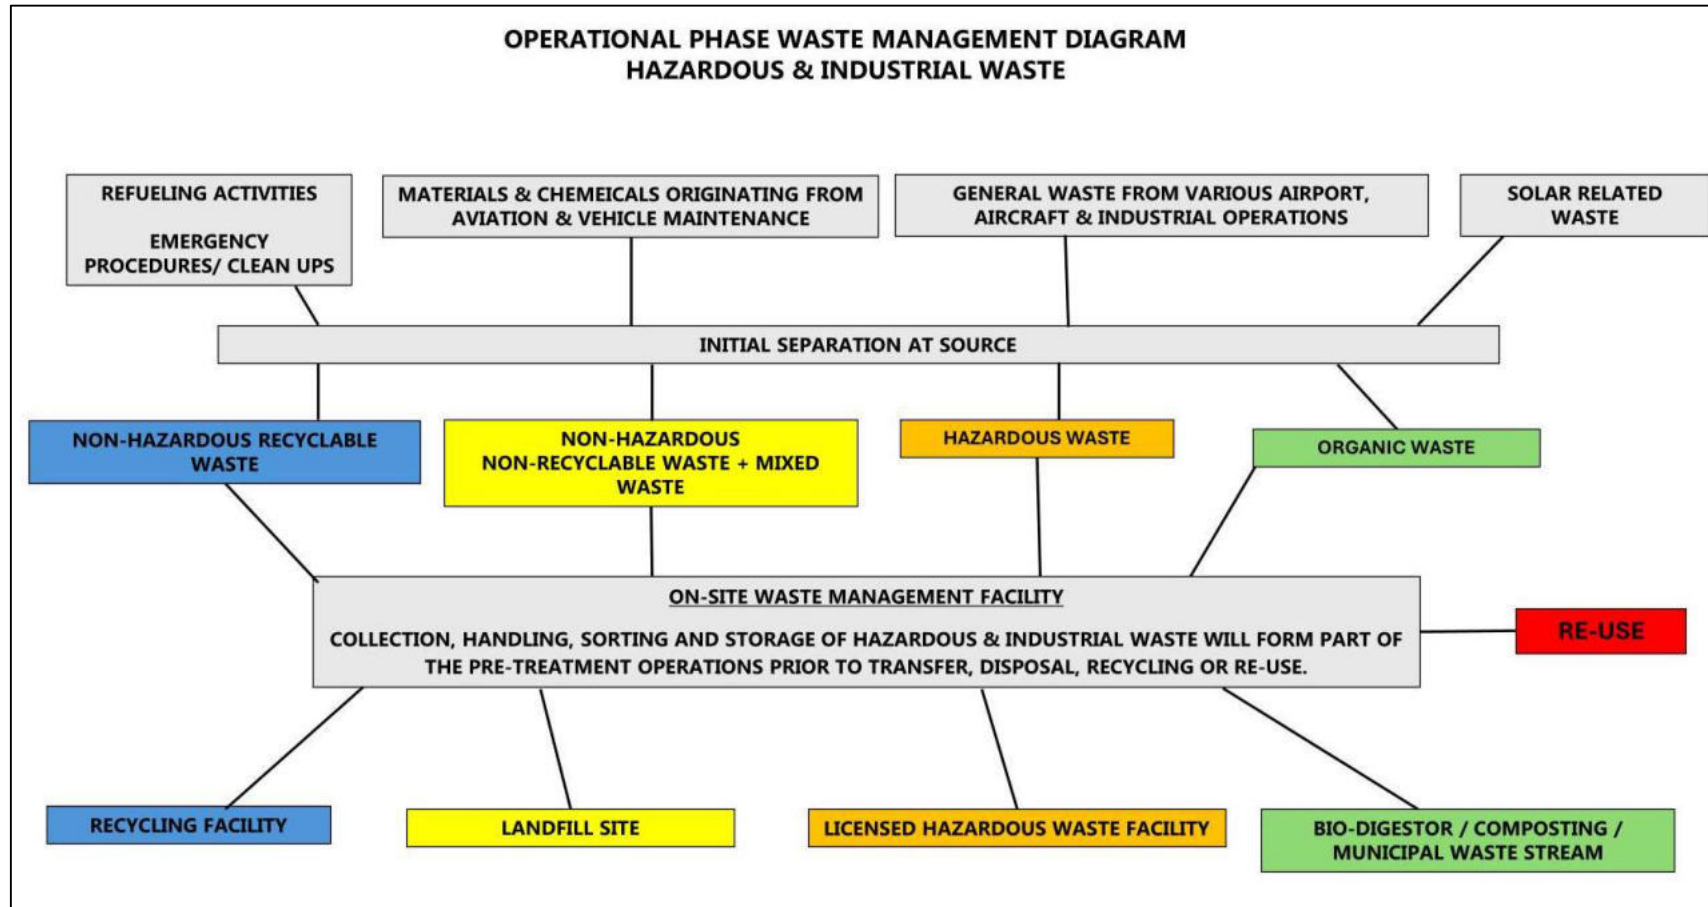 OPERATIONAL PHASE WASTE MANAGEMENT DIAGRAM
HAZARDOUS & INDUSTRIAL WASTE
REFUELING ACTIVITIES
EMERGENCY
PROCEDURES/ CLEAN UPS
MATERIALS & CHEMEICALS ORIGINATING FROM
AVIATION & VEHICLE MAINTENANCE
GENERAL WASTE FROM VARIOUS AIRPORT,
AIRCRAFT & INDUSTRIAL OPERATIONS
SOLAR RELATED
WASTE
INITIAL SEPARATION AT SOURCE
NON-HAZARDOUS RECYCLABLE
WASTE
NON-HAZARDOUS
NON-RECYCLABLE WASTE + MIXED
WASTE
HAZARDOUS WASTE
ORGANIC WASTE
ON-SITE WASTE MANAGEMENT FACILITY
COLLECTION, HANDLING, SORTING AND STORAGE OF HAZARDOUS & INDUSTRIAL WASTE WILL FORM PART OF
THE PRE-TREATMENT OPERATIONS PRIOR TO TRANSFER, DISPOSAL, RECYCLING OR RE-USE.
RE-USE
RECYCLING FACILITY
LANDFILL SITE
LICENSED HAZARDOUS WASTE FACILITY
BIO-DIGESTOR / COMPOSTING /
MUNICIPAL WASTE STREAM